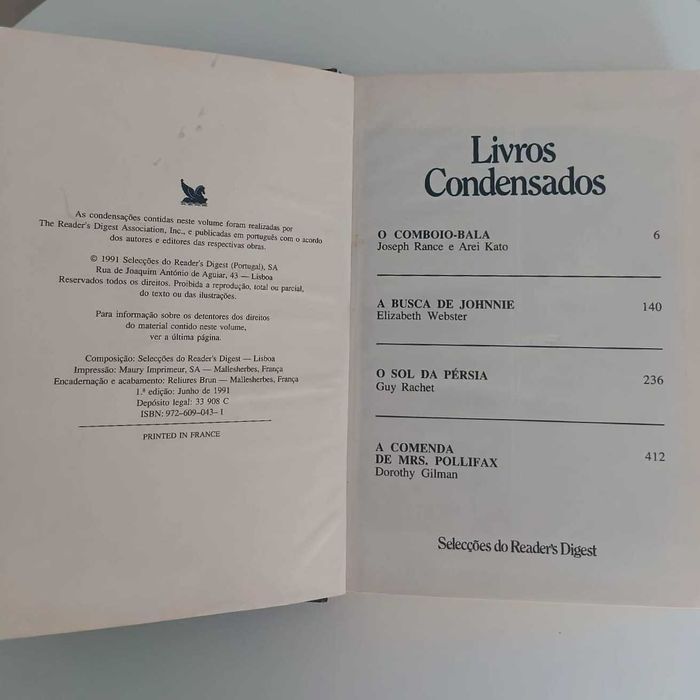 As condensações contidas neste volume foram realizadas por
The Reader's Digest Association, Inc., e publicadas em português com o acordo
dos autores e editores das respectivas obras.
© 1991 Selecções do Reader's Digest (Portugal), SA
Rua de Joaquim António de Aguiar, 43 — Lisboa
Reservados todos os direitos. Proibida a reprodução, total ou parcial,
do texto ou das ilustrações.
Para informação sobre os detentores dos direitos
do material contido neste volume,
ver a última página.
Composição: Selecções do Reader's Digest — Lisboa
Impressão: Maury Imprimeur, SA — Mallesherbes, França
Encadernação e acabamento: Reliures Brun — Mallesherbes, França
1.ª edição: Junho de 1991
Depósito legal: 33 908 C
ISBN: 972-609-043-1
PRINTED IN FRANCE
Livros
Condensados
O COMBOIO-BALA 6
Joseph Rance e Arei Kato
A BUSCA DE JOHNNIE 140
Elizabeth Webster
O SOL DA PÉRSIA 236
Guy Rachet
A COMENDA
DE MRS. POLLIFAX 412
Dorothy Gilman
Selecções do Reader's Digest